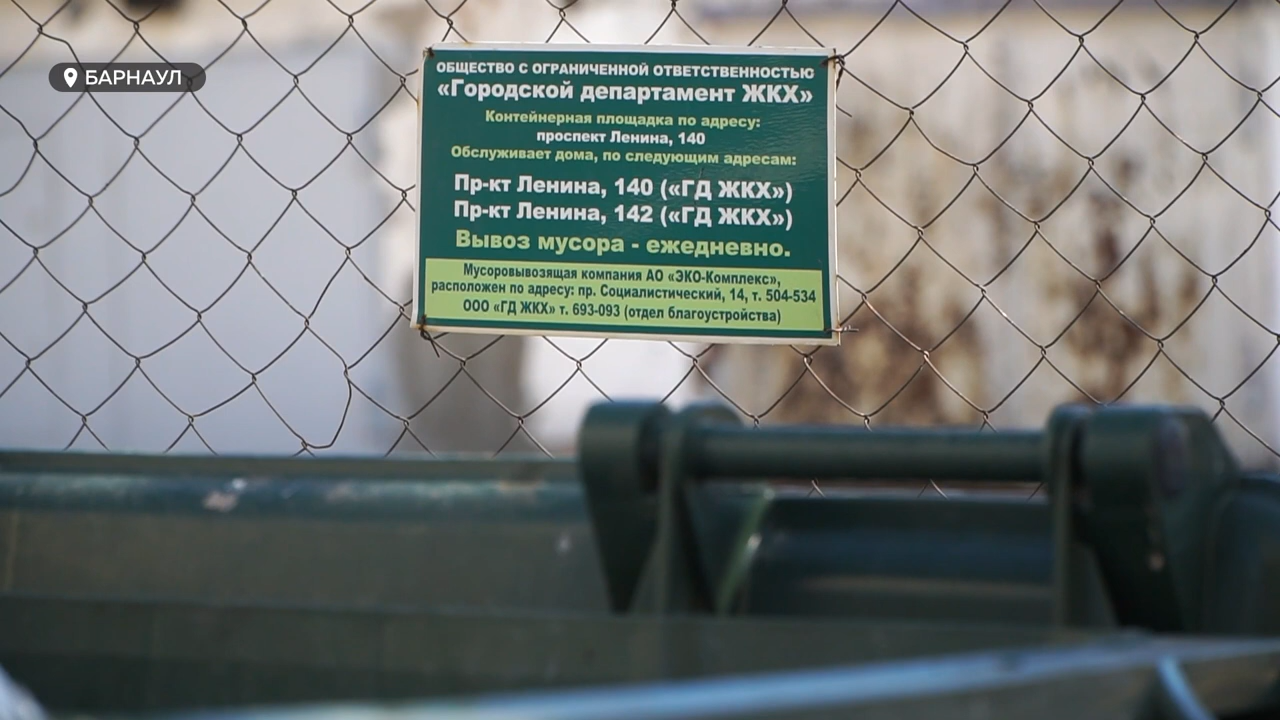 БАРНАУЛ
ОБЩЕСТВО С ОГРАНИЧЕННОЙ ОТВЕТСТВЕННОСТЬЮ
«Городской департамент ЖКХ»
Контейнерная площадка по адресу:
проспект Ленина, 140
Обслуживает дома, по следующим адресам:
Пр-кт Ленина, 140 («ГД ЖКХ»)
Пр-кт Ленина, 142 («ГД ЖКХ»)
Вывоз мусора - ежедневно.
Мусоровывозящая компания АО «ЭКО-Комплекс»,
расположен по адресу: пр. Социалистический, 14, т. 504-534
ООО «ГД ЖКХ» т. 693-093 (отдел благоустройства)